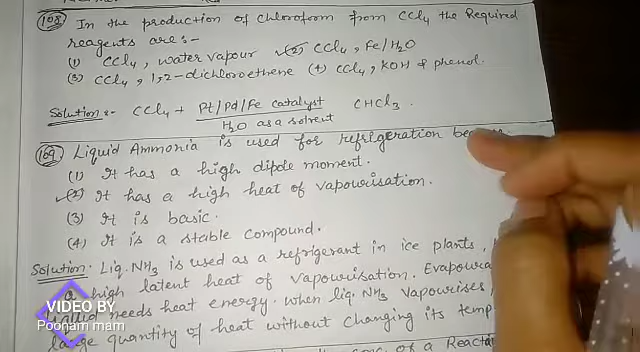 (108) In the production of Chloroform from CCl4 the Required
reagents are:-
(1) CCl4, water vapour (2) CCl4, Fe/H2O
(3) CCl4, 1,2-dichloroethene (4) CCl4, KOH & phenol.
Solution:- CCl4 + Pt/Pd/Fe catalyst CHCl3.
H2O as a solvent
(109) Liquid Ammonia is used for refrigeration
(1) It has a high dipole moment.
(2) It has a high heat of vapourisation.
(3) It is basic.
(4) It is a stable compound.
Solution. Liq. NH3 is used as a refrigerant in ice plants,
a high latent heat of vapourisation.
liquid needs heat energy. When liq. NH3 vapourises,
large quantity of heat without changing its temp
of a
VIDEO BY
Poonam mam